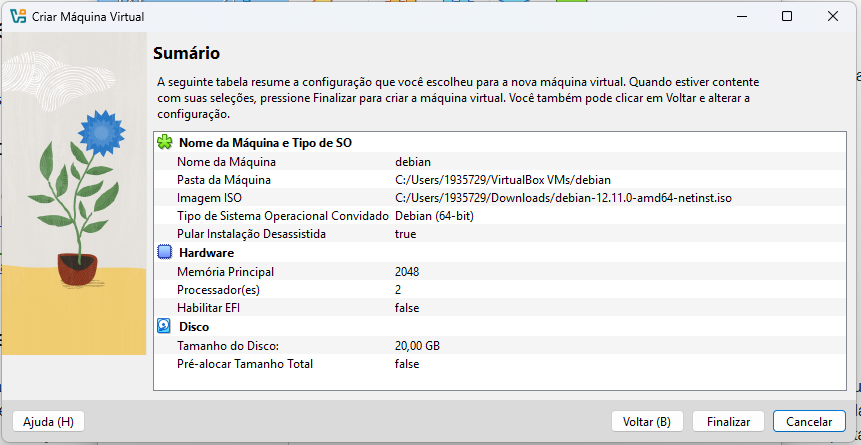 Criar Máquina Virtual
Sumário
A seguinte tabela resume a configuração que você escolheu para a nova máquina virtual. Quando estiver contente
com suas seleções, pressione Finalizar para criar a máquina virtual. Você também pode clicar em Voltar e alterar a
configuração.
Nome da Máquina e Tipo de SO
Nome da Máquina debian
Pasta da Máquina C:/Users/1935729/VirtualBox VMs/debian
Imagem ISO C:/Users/1935729/Downloads/debian-12.11.0-amd64-netinst.iso
Tipo de Sistema Operacional Convidado Debian (64-bit)
Pular Instalação Desassistida true
Hardware
Memória Principal 2048
Processador(es) 2
Habilitar EFI false
Disco
Tamanho do Disco: 20,00 GB
Pré-alocar Tamanho Total false
Ajuda (H) Voltar (B) Finalizar Cancelar